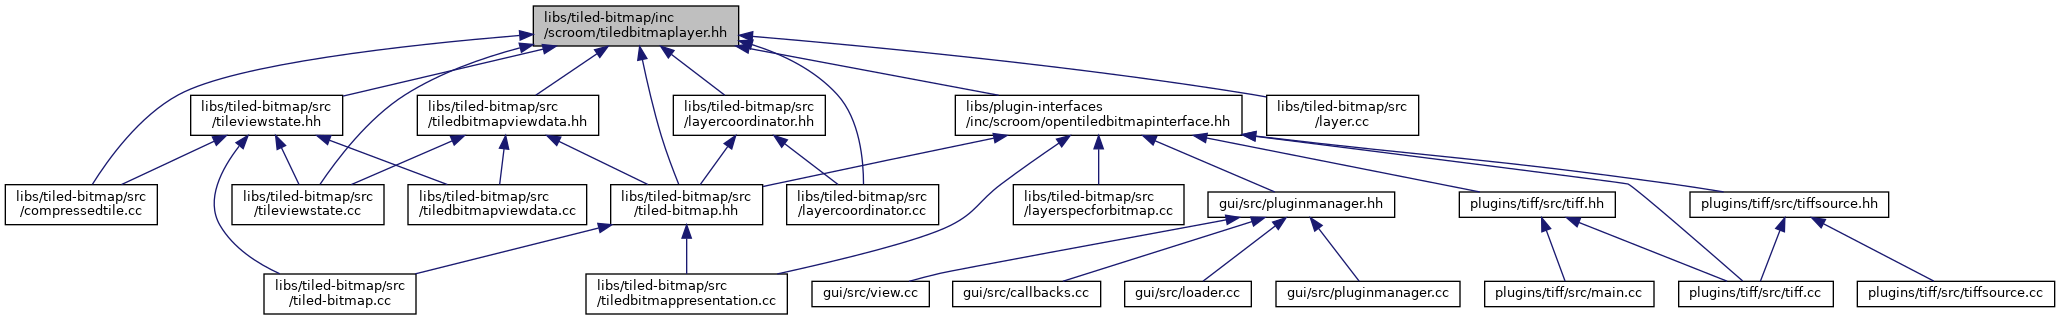 libs/tiled-bitmap/inc
/scroom/tiledbitmaplayer.hh
libs/tiled-bitmap/src
/tileviewstate.hh
libs/tiled-bitmap/src
/tiledbitmapviewdata.hh
libs/tiled-bitmap/src
/layercoordinator.hh
libs/plugin-interfaces
/inc/scroom/opentiledbitmapinterface.hh
libs/tiled-bitmap/src
/layer.cc
libs/tiled-bitmap/src
/compressedtile.cc
libs/tiled-bitmap/src
/tileviewstate.cc
libs/tiled-bitmap/src
/tiledbitmapviewdata.cc
libs/tiled-bitmap/src
/tiled-bitmap.hh
libs/tiled-bitmap/src
/layercoordinator.cc
libs/tiled-bitmap/src
/layerspecforbitmap.cc
gui/src/pluginmanager.hh
plugins/tiff/src/tiff.hh
plugins/tiff/src/tiffsource.hh
libs/tiled-bitmap/src
/tiled-bitmap.cc
libs/tiled-bitmap/src
/tiledbitmappresentation.cc
gui/src/view.cc
gui/src/callbacks.cc
gui/src/loader.cc
gui/src/pluginmanager.cc
plugins/tiff/src/main.cc
plugins/tiff/src/tiff.cc
plugins/tiff/src/tiffsource.cc